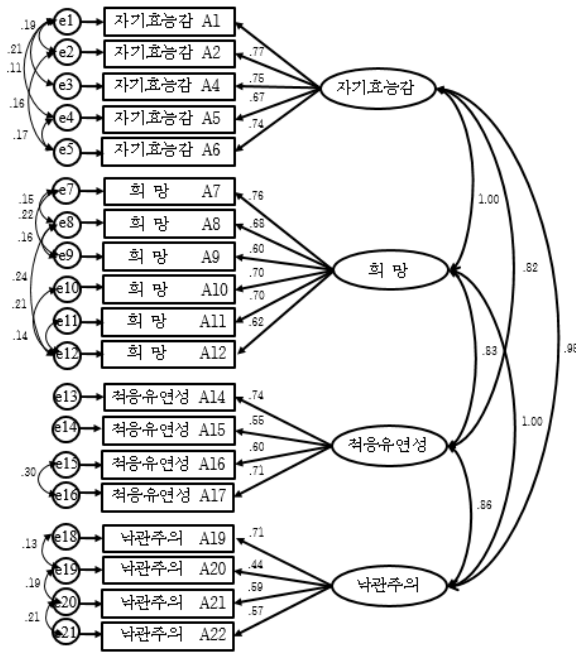 e1 자기효능감 A1
e2 자기효능감 A2
e3 자기효능감 A4
e4 자기효능감 A5
e5 자기효능감 A6
.19
.21
.11
.16
.17
.77
.75
.67
.74
자기효능감
e7 희 망 A7
e8 희 망 A8
e9 희 망 A9
e10 희 망 A10
e11 희 망 A11
e12 희 망 A12
.15
.22
.16
.24
.21
.14
.76
.68
.60
.70
.70
.62
희 망
1.00
.82
.98
e13 적응유연성 A14
e14 적응유연성 A15
e15 적응유연성 A16
e16 적응유연성 A17
.30
.74
.55
.60
.71
적응유연성
.83
1.00
e18 낙관주의 A19
e19 낙관주의 A20
e20 낙관주의 A21
e21 낙관주의 A22
.13
.19
.21
.71
.44
.59
.57
낙관주의
.86